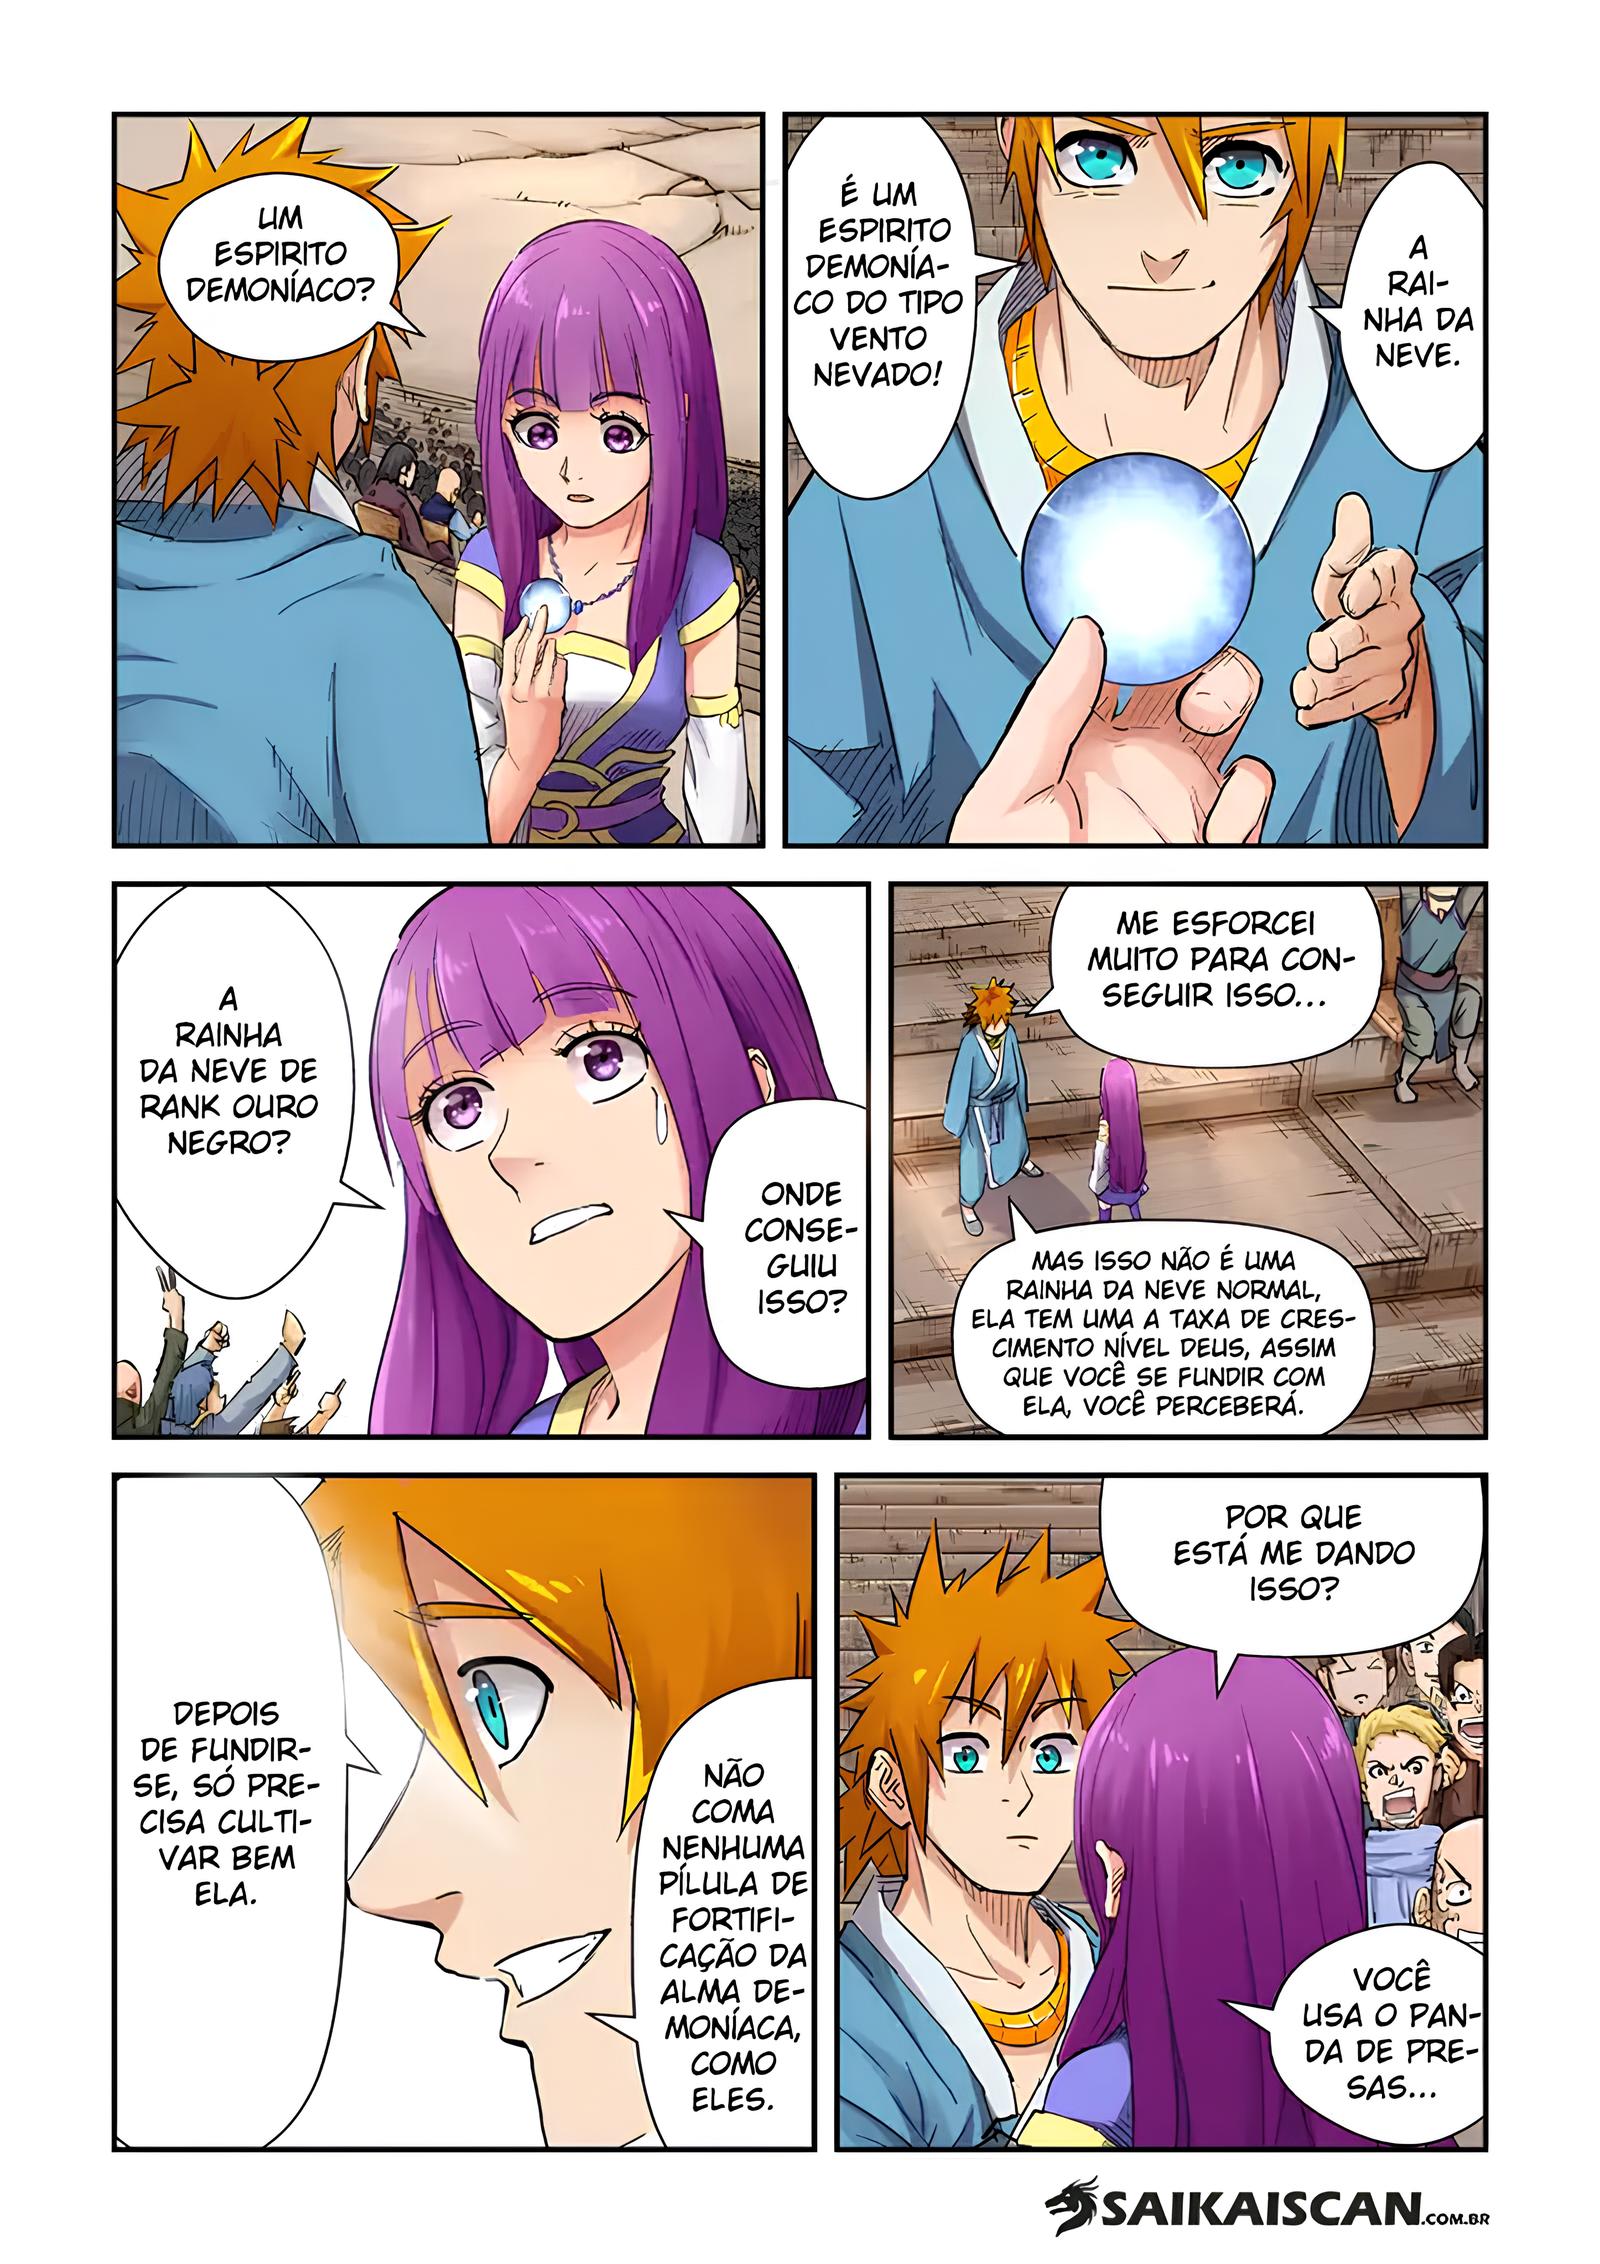 UM
ESPIRITO
DEMONÍACO?
É UM
ESPIRITO
DEMONÍA-
CO DO TIPO
VENTO
NEVADO!
A
RAI-
NHA DA
NEVE.
A
RAINHA
DA NEVE DE
RANK OURO
NEGRO?
ONDE
CONSE-
GUIU
ISSO?
ME ESFORCEI
MUITO PARA CON-
SEGUIR ISSO...
MAS ISSO NÃO É UMA
RAINHA DA NEVE NORMAL,
ELA TEM UMA A TAXA DE CRES-
CIMENTO NÍVEL DEUS, ASSIM
QUE VOCÊ SE FUNDIR COM
ELA, VOCÊ PERCEBERÁ.
DEPOIS
DE FUNDIR-
SE, SÓ PRE-
CISA CULTI-
VAR BEM
ELA.
NÃO
COMA
NENHUMA
PÍLULA DE
FORTIFI-
CAÇÃO DA
ALMA DE-
MONÍACA,
COMO
ELES.
POR QUE
ESTÁ ME DANDO
ISSO?
VOCÊ
USA O PAN-
DA DE PRE-
SAS...
SAIKAISCAN.COM.BR